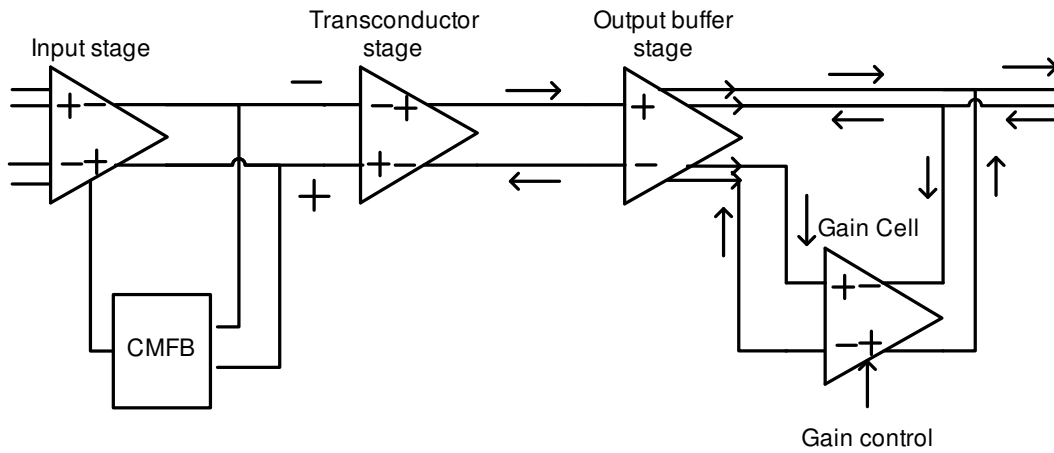 Input stage
Transconductor
stage
Output buffer
stage
+ −
− +
−
+
− +
+ −
+
−
CMFB
Gain Cell
+ −
− +
Gain control